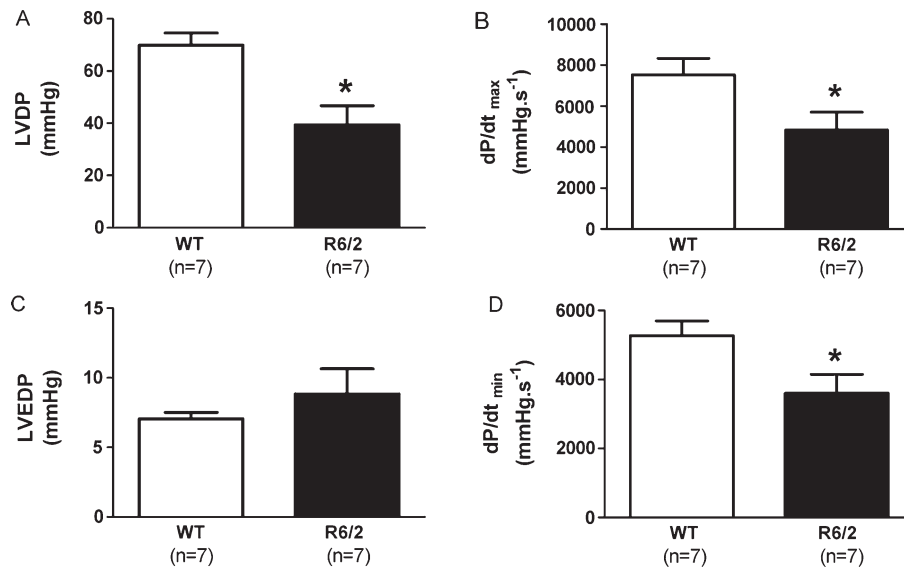 A
LVDP
(mmHg)
80
60
40
20
0
*
WT
R6/2
(n=7)
(n=7)
B
dP/dt max
(mmHg.s-1)
10000
8000
6000
4000
2000
0
*
WT
R6/2
(n=7)
(n=7)
C
LVEDP
(mmHg)
15
10
5
0
WT
R6/2
(n=7)
(n=7)
D
dP/dt min
(mmHg.s-1)
6000
4000
2000
0
*
WT
R6/2
(n=7)
(n=7)